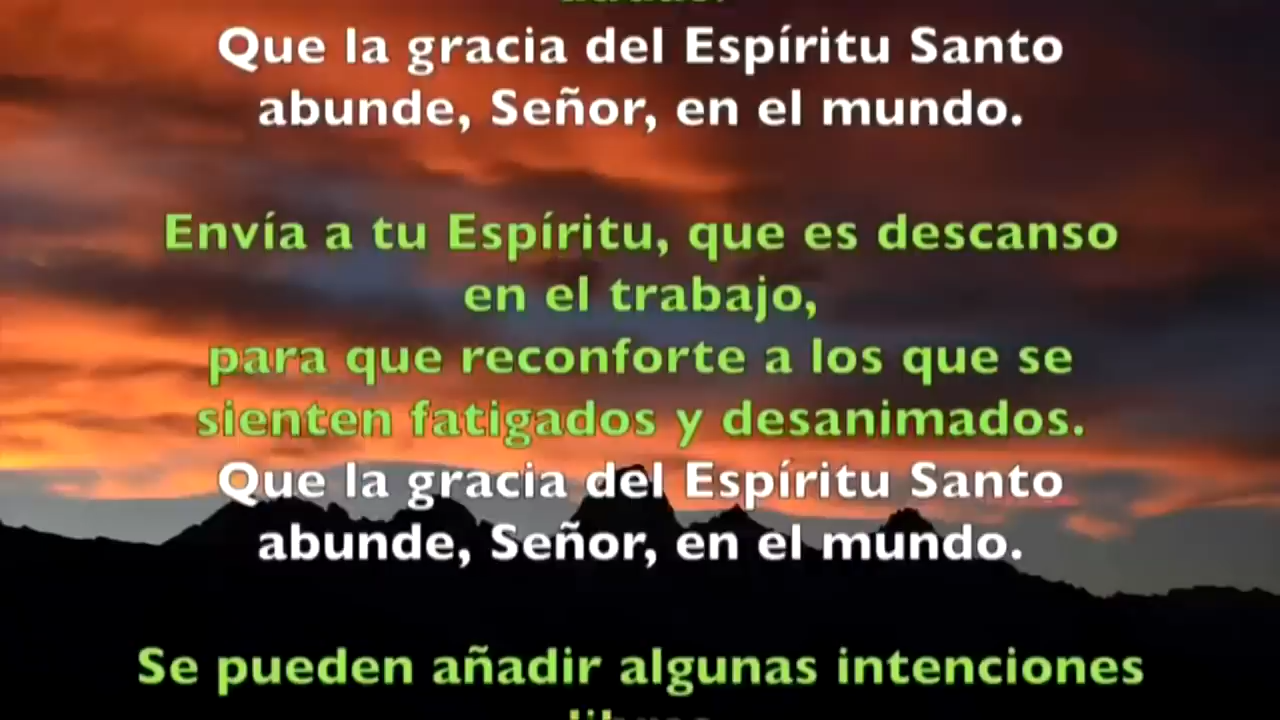 Que la gracia del Espíritu Santo
abunde, Señor, en el mundo.
Envía a tu Espíritu, que es descanso
en el trabajo,
para que reconforte a los que se
sienten fatigados y desanimados.
Que la gracia del Espíritu Santo
abunde, Señor, en el mundo.
Se pueden añadir algunas intenciones